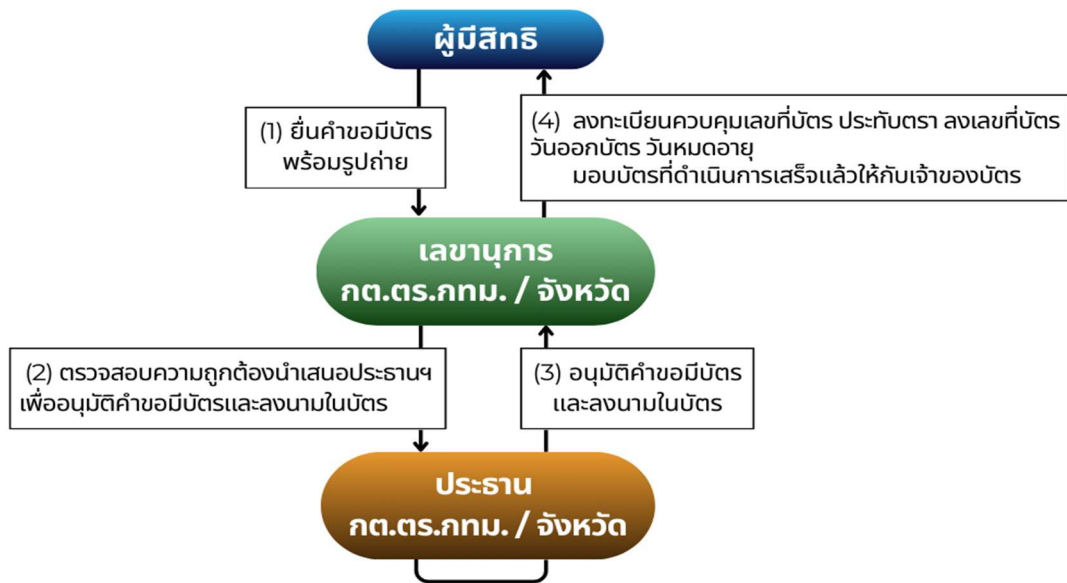 ผู้มีสิทธิ
(1) ยื่นคำขอมีบัตร
พร้อมรูปถ่าย
(4) ลงทะเบียนควบคุมเลขที่บัตร ประทับตรา ลงเลขที่บัตร
วันออกบัตร วันหมดอายุ
มอบบัตรที่ดำเนินการเสร็จแล้วให้กับเจ้าของบัตร
เลขานุการ
กต.ตร.กทม. / จังหวัด
(2) ตรวจสอบความถูกต้องนำเสนอประธานฯ
เพื่ออนุมัติคำขอมีบัตรและลงนามในบัตร
(3) อนุมัติคำขอมีบัตร
และลงนามในบัตร
ประธาน
กต.ตร.กทม. / จังหวัด